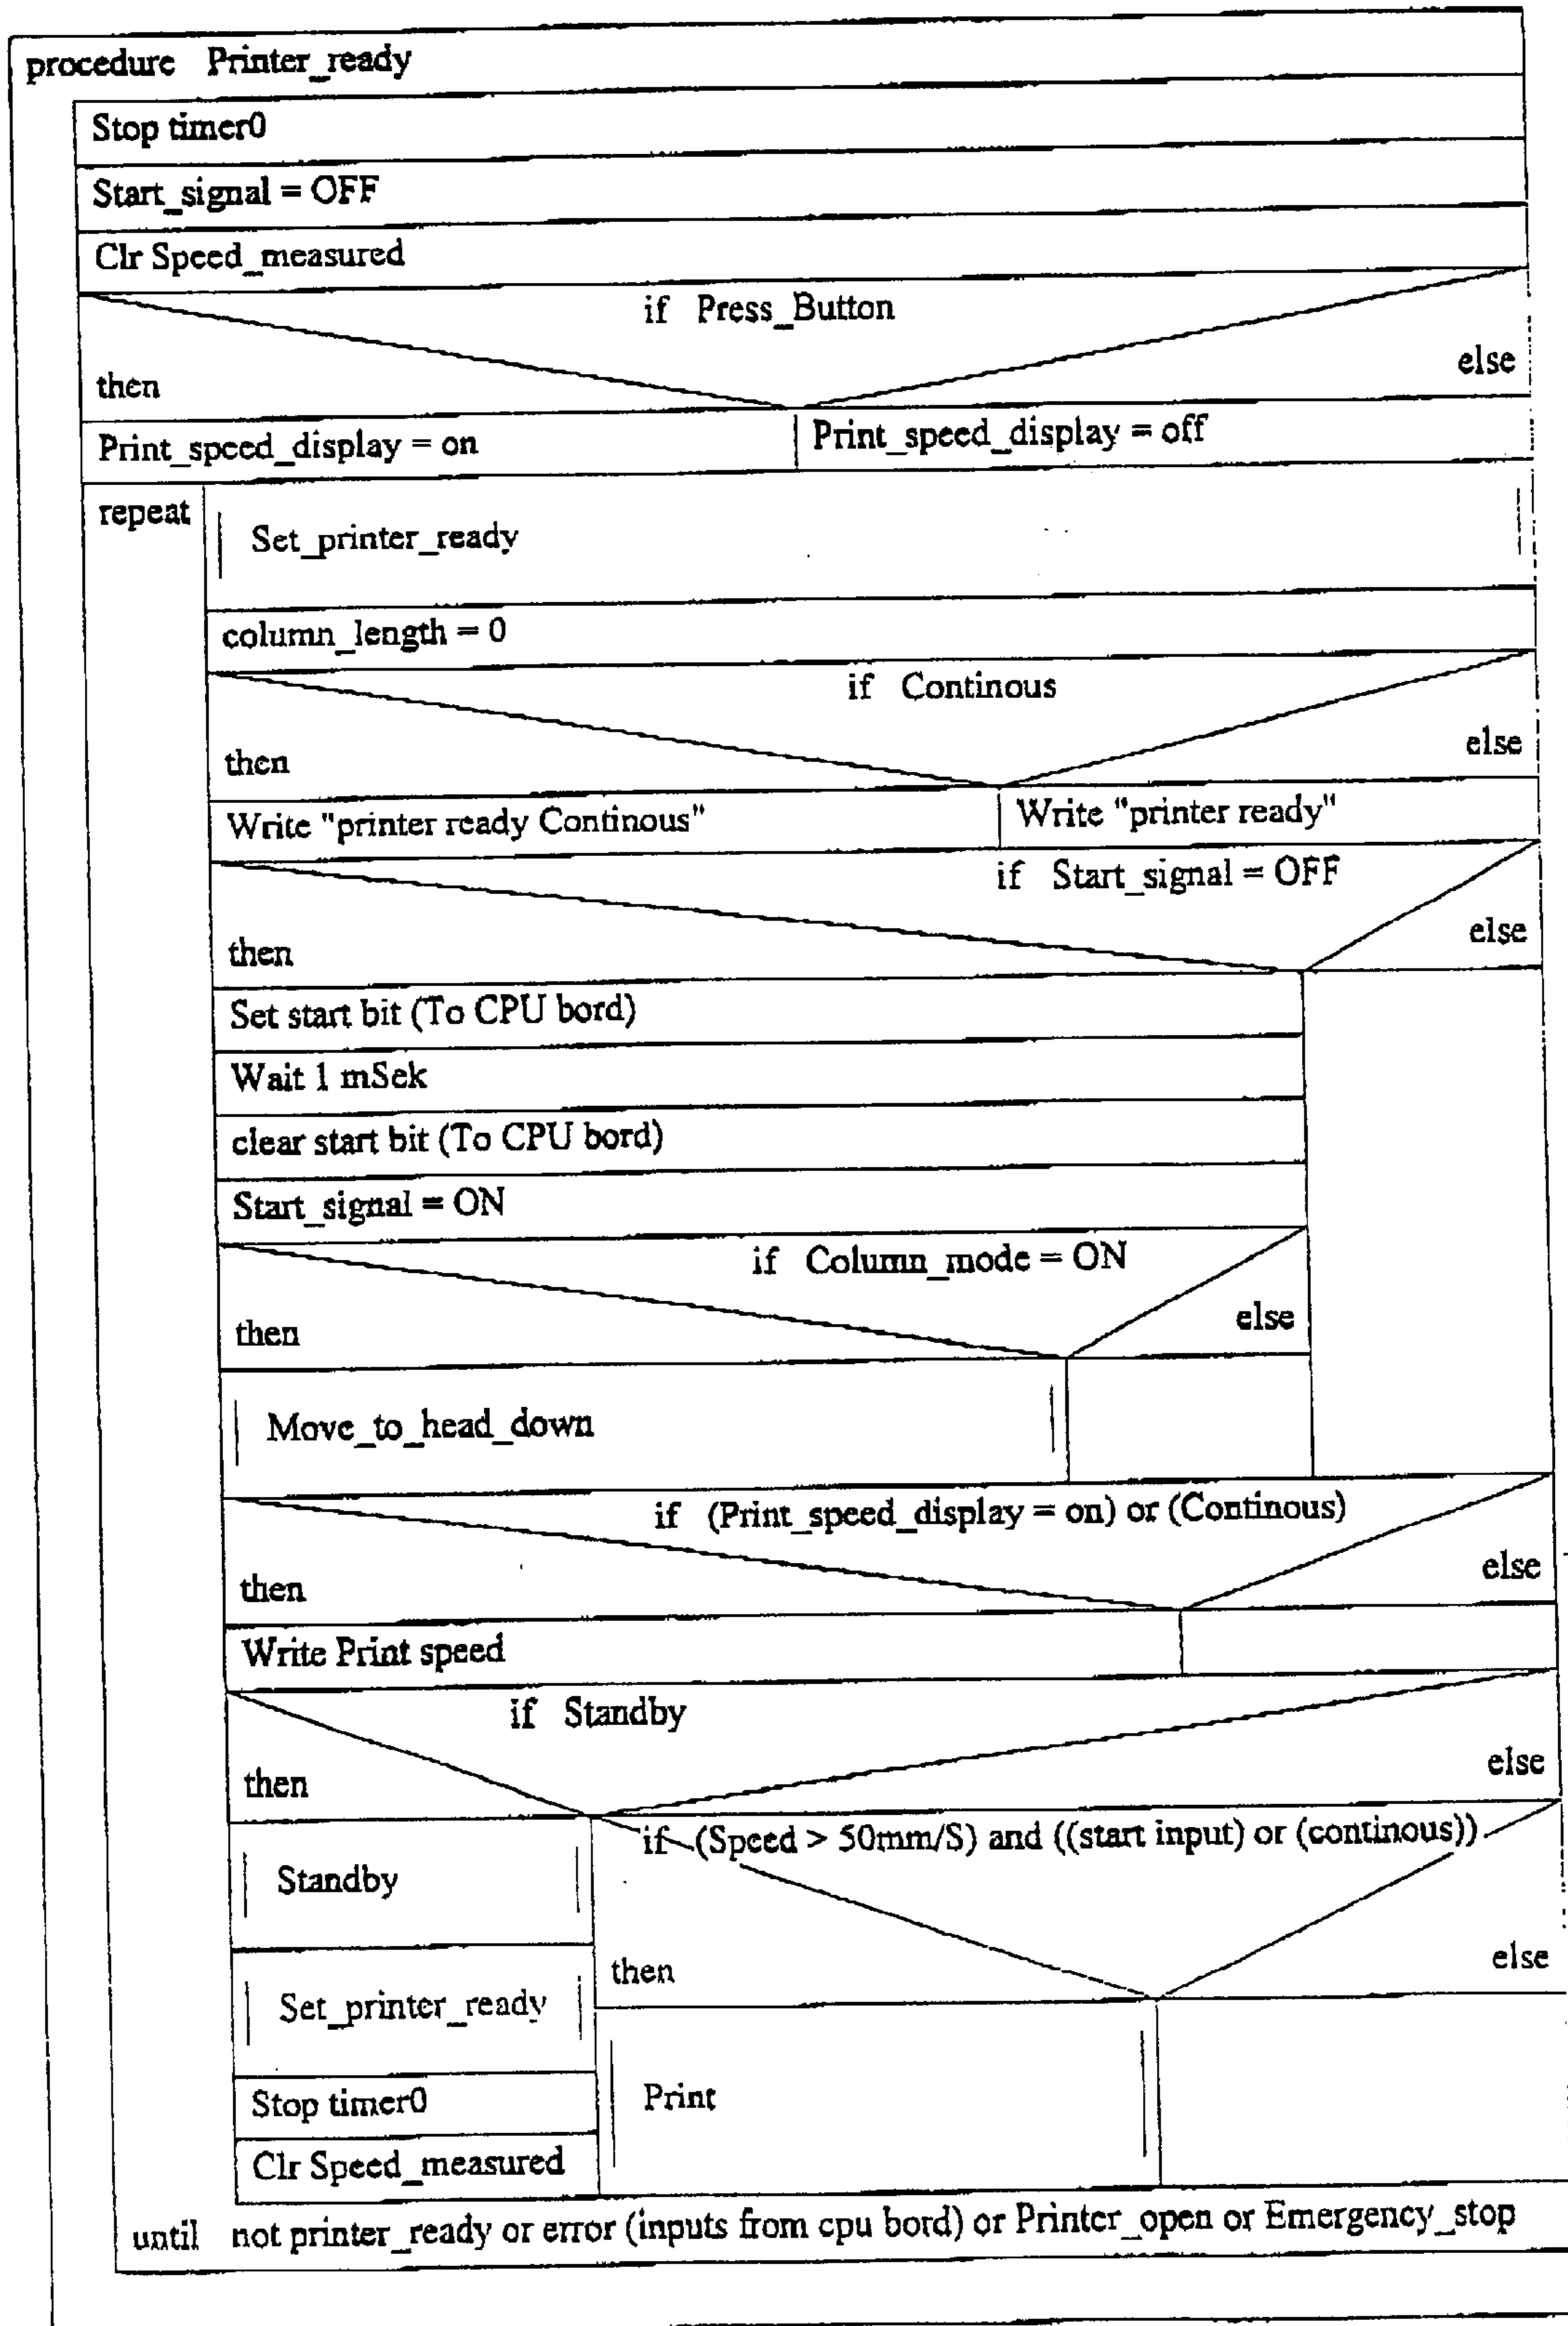 procedure Printer_ready
Stop timer0
Start_signal = OFF
Clr Speed_measured
if Press_Button
then else
Print_speed_display = on Print_speed_display = off
repeat
Set_printer_ready
column_length = 0
if Continous
then else
Write "printer ready Continous" Write "printer ready"
if Start_signal = OFF
then else
Set start bit (To CPU bord)
Wait 1 mSek
clear start bit (To CPU bord)
Start_signal = ON
if Column_mode = ON
then else
Move_to_head_down
if (Print_speed_display = on) or (Continous)
then else
Write Print speed
if Standby
then else
if (Speed > 50mm/S) and ((start input) or (continous))
Standby
then else
Set_printer_ready
Print
Stop timer0
Clr Speed_measured
until not printer_ready or error (inputs from cpu bord) or Printer_open or Emergency_stop